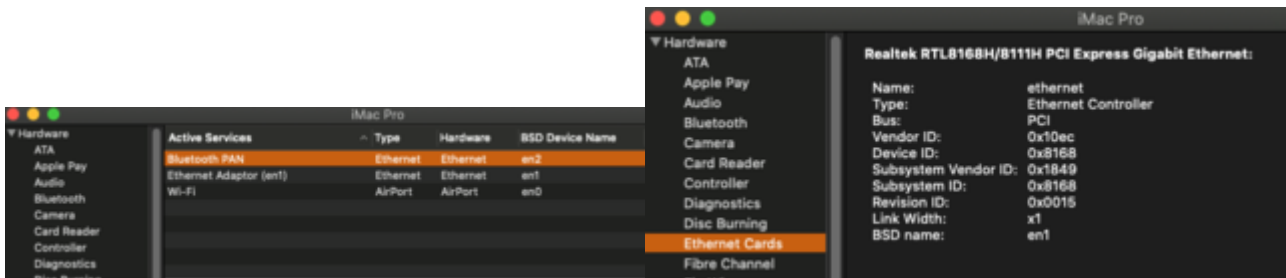 iMac Pro
Hardware
ATA
Apple Pay
Audio
Bluetooth
Camera
Card Reader
Controller
Diagnostics
Active Services Type Hardware BSD Device Name
Bluetooth PAN Ethernet Ethernet en2
Ethernet Adaptor (en1) Ethernet Ethernet en1
Wi-Fi AirPort AirPort en0
iMac Pro
Hardware
ATA
Apple Pay
Audio
Bluetooth
Camera
Card Reader
Controller
Diagnostics
Disc Burning
Ethernet Cards
Fibre Channel
Realtek RTL8168H/8111H PCI Express Gigabit Ethernet:
Name: ethernet
Type: Ethernet Controller
Bus: PCI
Vendor ID: 0x10ec
Device ID: 0x8168
Subsystem Vendor ID: 0x1849
Subsystem ID: 0x8168
Revision ID: 0x0015
Link Width: x1
BSD name: en1